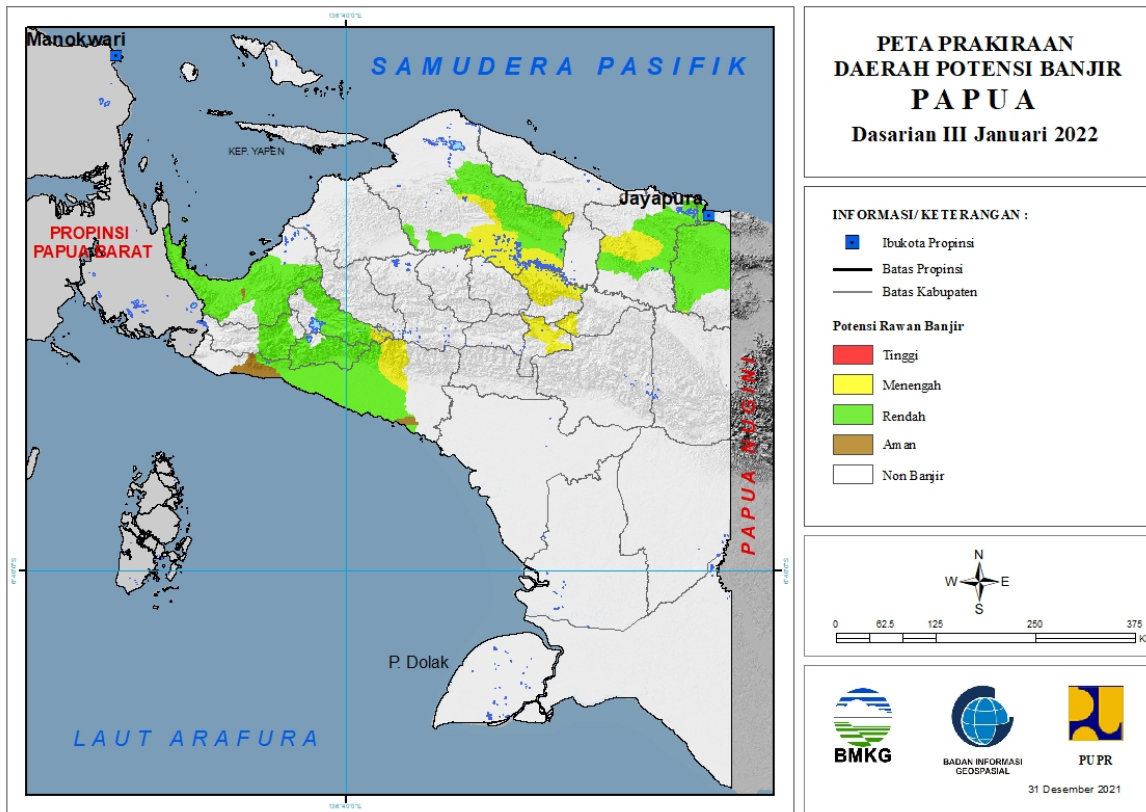 PETA PRAKIRAAN
DAERAH POTENSI BANJIR
PAPUA
Dasarian III Januari 2022
INFORMASI/ KETERANGAN :
Ibukota Propinsi
Batas Propinsi
Batas Kabupaten
Potensi Rawan Banjir
Tinggi
Menengah
Rendah
Aman
Non Banjir
N
W E
S
0 62.5 125 250 375
BMKG
BADAN INFORMASI
GEOSPASIAL
PUPR
31 Desember 2021
Manokwari
SAMUDERA PASIFIK
KEP. YAPEN
Jayapura
PROPINSI
PAPUA BARAT
PAPUA NUGINI
P. Dolak
LAUT ARAFURA